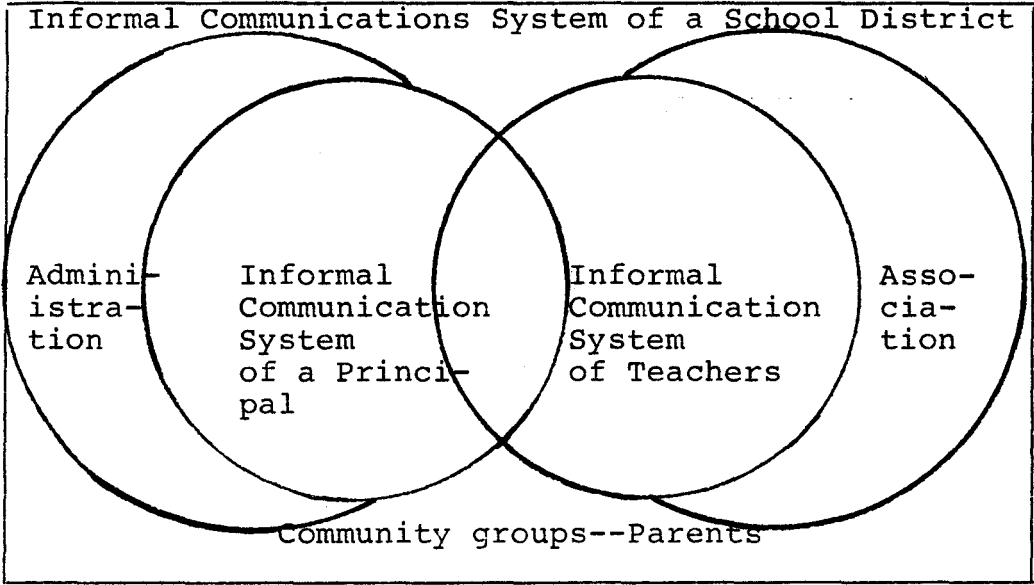 Informal Communications System of a School District
Admini-
istra-
tion
Informal
Communication
System
of a Princi-
pal
Informal
Communication
System
of Teachers
Asso-
cia-
tion
Community groups--Parents